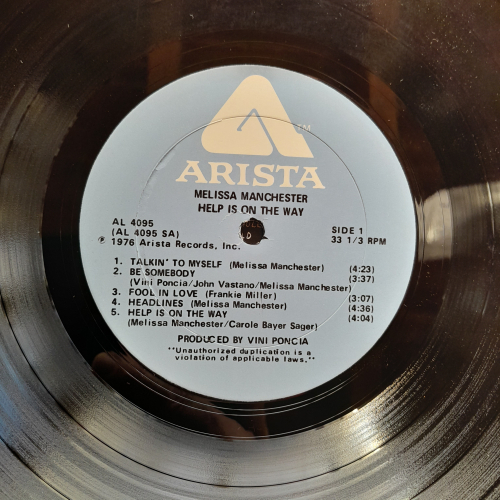 TM
ARISTA
MELISSA MANCHESTER
HELP IS ON THE WAY
AL 4095
(AL 4095 SA)
℗ 1976 Arista Records, Inc.
SIDE 1
33 1/3 RPM
1. TALKIN' TO MYSELF (Melissa Manchester) (4:23)
2. BE SOMEBODY (3:37)
(Vini Poncia/John Vastano/Melissa Manchester)
3. FOOL IN LOVE (Frankie Miller) (3:07)
4. HEADLINES (Melissa Manchester) (4:36)
5. HELP IS ON THE WAY (4:04)
(Melissa Manchester/Carole Bayer Sager)
PRODUCED BY VINI PONCIA
"Unauthorized duplication is a
violation of applicable laws."